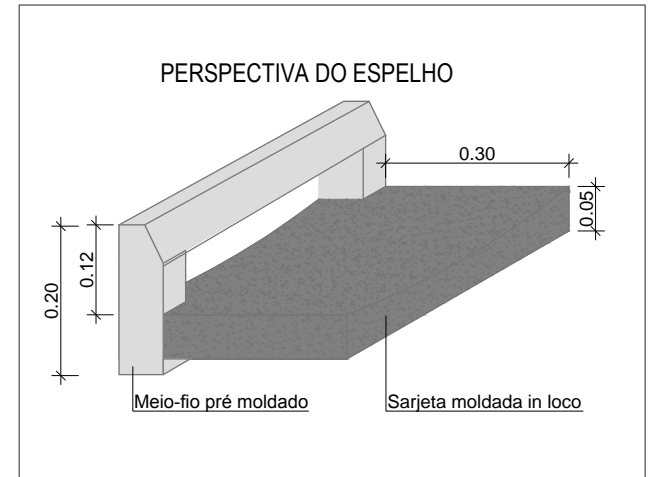 PERSPECTIVA DO ESPELHO
0.30
0.05
0.12
0.20
Meio-fio pré moldado
Sarjeta moldada in loco